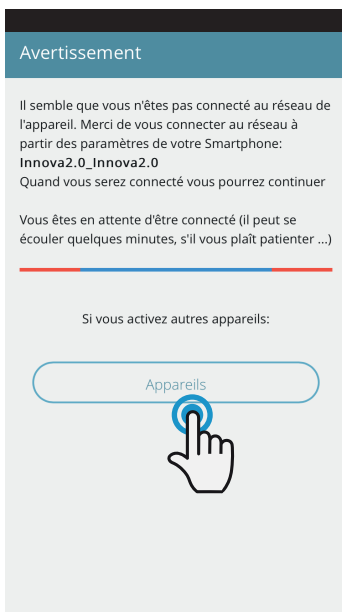 Avertissement
Il semble que vous n'êtes pas connecté au réseau de
l'appareil. Merci de vous connecter au réseau à
partir des paramètres de votre Smartphone:
Innova2.0_Innova2.0
Quand vous serez connecté vous pourrez continuer
Vous êtes en attente d'être connecté (il peut se
écouler quelques minutes, s'il vous plaît patienter ...)
Si vous activez autres appareils:
Appareils